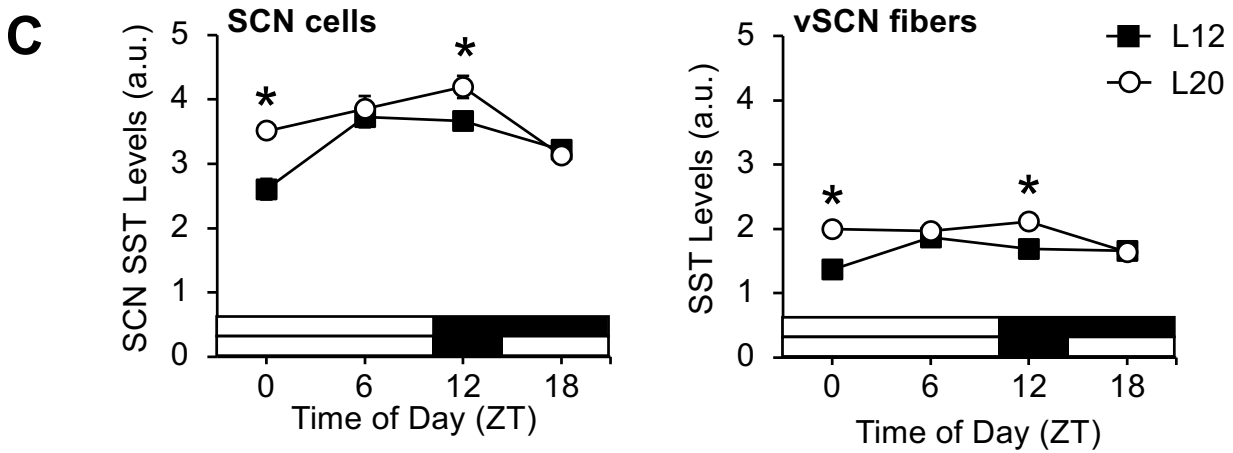 C
SCN cells
SCN SST Levels (a.u.)
5
4
3
2
1
0
*
*
0 6 12 18
Time of Day (ZT)
vSCN fibers
SST Levels (a.u.)
5
4
3
2
1
0
*
*
0 6 12 18
Time of Day (ZT)
L12
L20